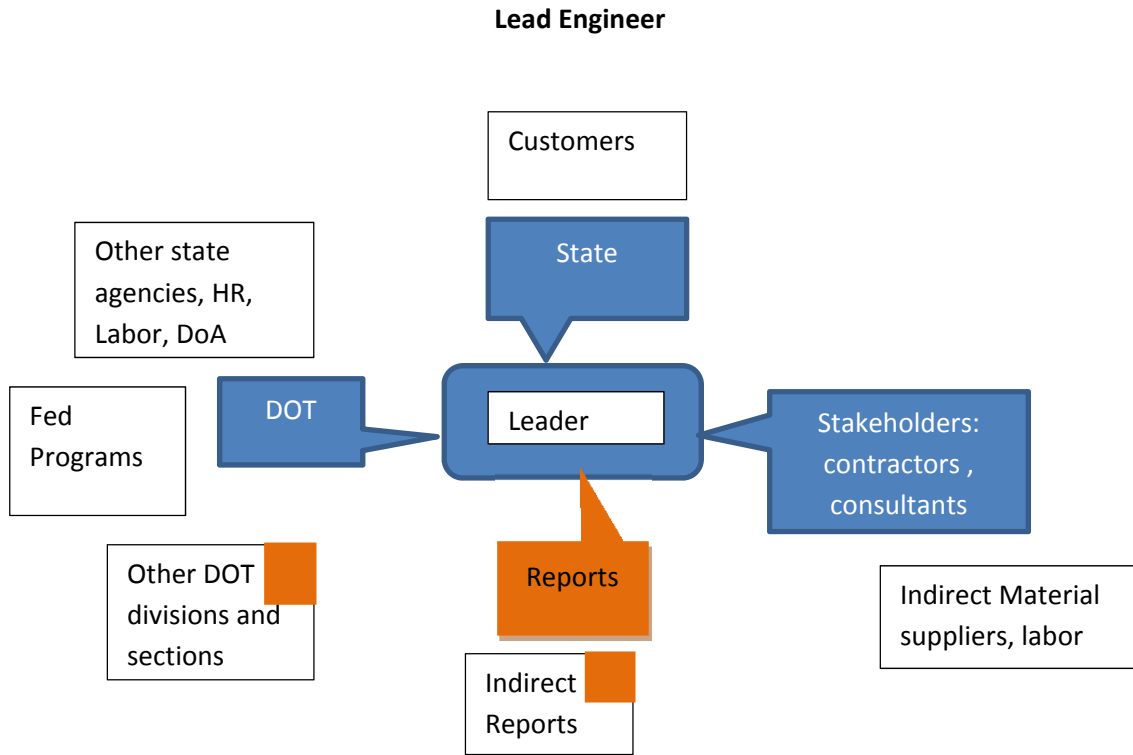 Lead Engineer
Customers
State
Other state
agencies, HR,
Labor, DoA
Fed
Programs
DOT
Leader
Stakeholders:
contractors ,
consultants
Other DOT
divisions and
sections
Reports
Indirect
Reports
Indirect Material
suppliers, labor